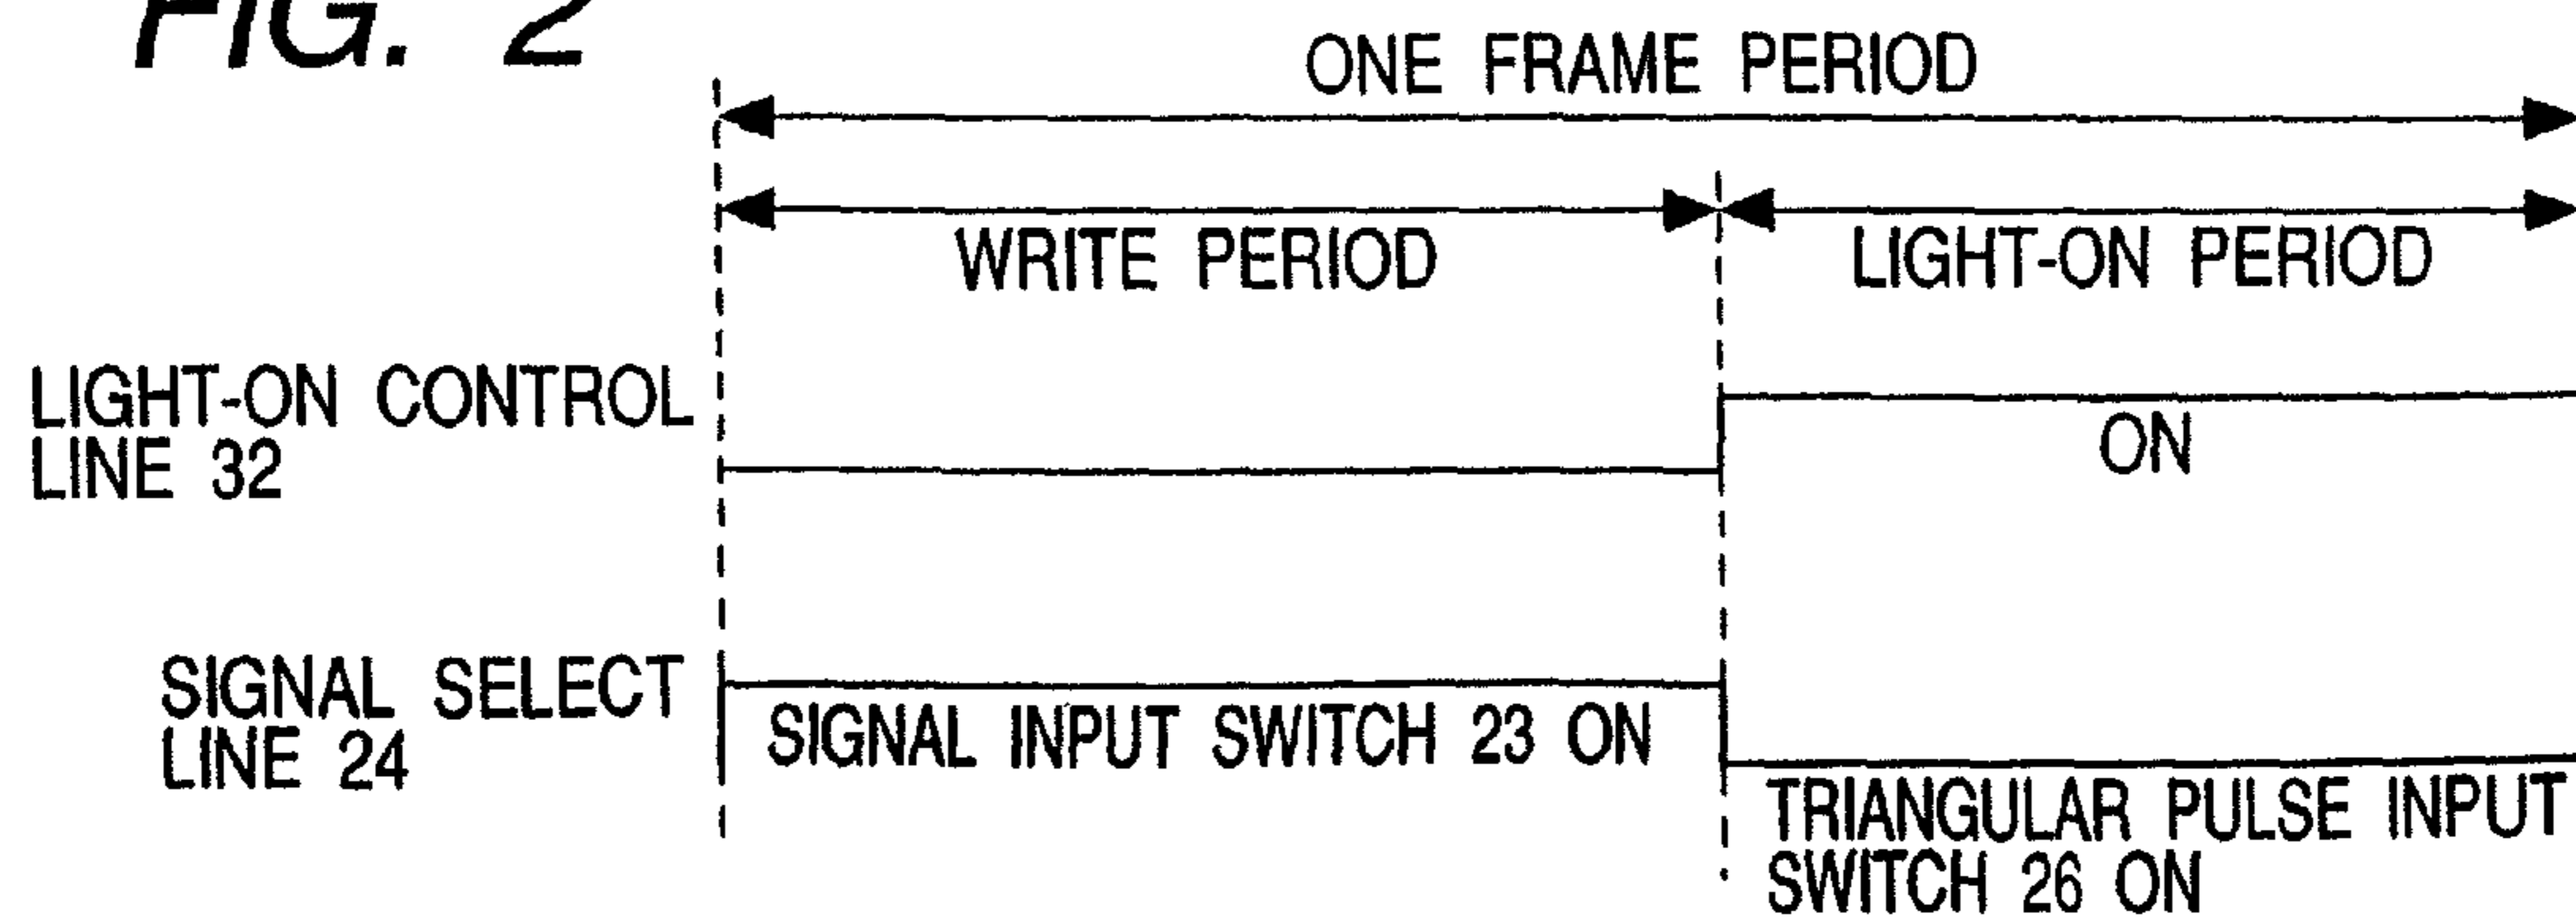 FIG. 2
ONE FRAME PERIOD
WRITE PERIOD
LIGHT-ON PERIOD
LIGHT-ON CONTROL
LINE 32
ON
SIGNAL SELECT
LINE 24
SIGNAL INPUT SWITCH 23 ON
TRIANGULAR PULSE INPUT
SWITCH 26 ON